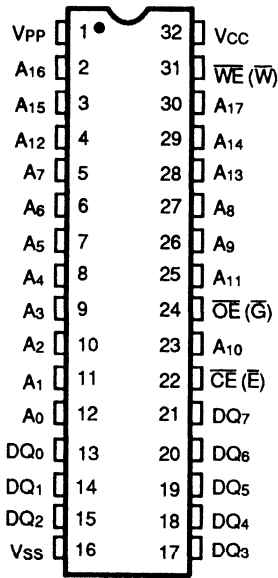 VPP 1 32 VCC
A16 2 31 W̅E̅ (W̅)
A15 3 30 A17
A12 4 29 A14
A7 5 28 A13
A6 6 27 A8
A5 7 26 A9
A4 8 25 A11
A3 9 24 O̅E̅ (G̅)
A2 10 23 A10
A1 11 22 C̅E̅ (E̅)
A0 12 21 DQ7
DQ0 13 20 DQ6
DQ1 14 19 DQ5
DQ2 15 18 DQ4
VSS 16 17 DQ3